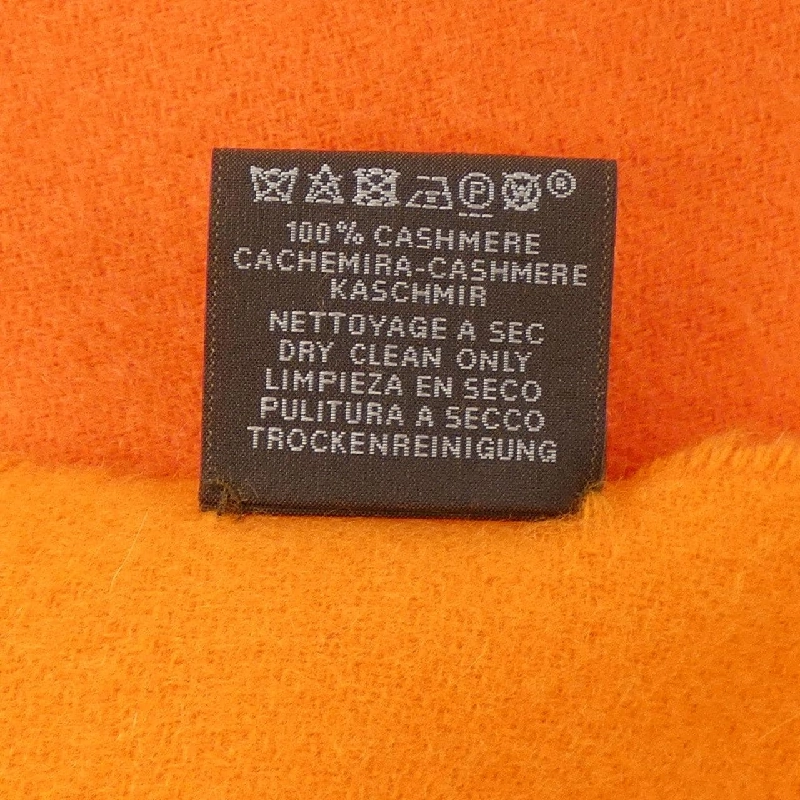 P W ®
100% CASHMERE
CACHEMIRA-CASHMERE
KASCHMIR
NETTOYAGE A SEC
DRY CLEAN ONLY
LIMPIEZA EN SECO
PULITURA A SECCO
TROCKENREINIGUNG